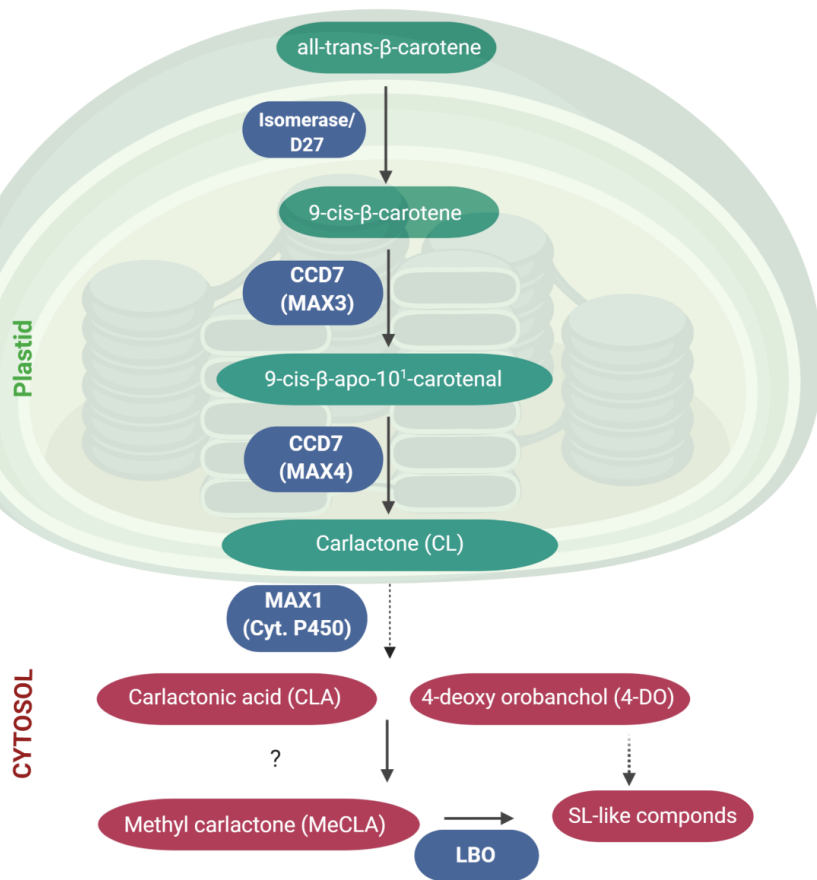 all-trans-β-carotene
Isomerase/
D27
9-cis-β-carotene
CCD7
(MAX3)
Plastid
9-cis-β-apo-10¹-carotenal
CCD7
(MAX4)
Carlactone (CL)
MAX1
(Cyt. P450)
CYTOSOL
Carlactonic acid (CLA)
4-deoxy orobanchol (4-DO)
?
Methyl carlactone (MeCLA)
SL-like componds
LBO